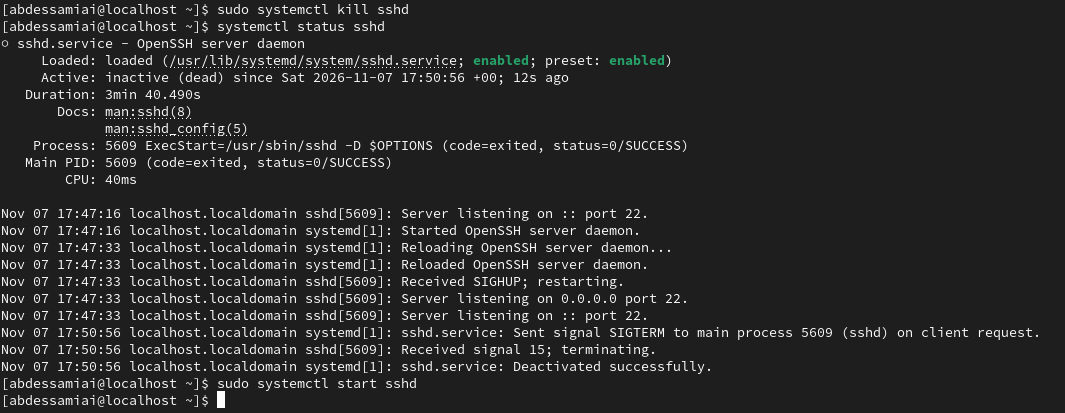 [abdessamiai@localhost ~]$ sudo systemctl kill sshd
[abdessamiai@localhost ~]$ systemctl status sshd
○ sshd.service - OpenSSH server daemon
     Loaded: loaded (/usr/lib/systemd/system/sshd.service; enabled; preset: enabled)
     Active: inactive (dead) since Sat 2026-11-07 17:50:56 +00; 12s ago
   Duration: 3min 40.490s
       Docs: man:sshd(8)
             man:sshd_config(5)
    Process: 5609 ExecStart=/usr/sbin/sshd -D $OPTIONS (code=exited, status=0/SUCCESS)
   Main PID: 5609 (code=exited, status=0/SUCCESS)
        CPU: 40ms

Nov 07 17:47:16 localhost.localdomain sshd[5609]: Server listening on :: port 22.
Nov 07 17:47:16 localhost.localdomain systemd[1]: Started OpenSSH server daemon.
Nov 07 17:47:33 localhost.localdomain systemd[1]: Reloading OpenSSH server daemon...
Nov 07 17:47:33 localhost.localdomain systemd[1]: Reloaded OpenSSH server daemon.
Nov 07 17:47:33 localhost.localdomain sshd[5609]: Received SIGHUP; restarting.
Nov 07 17:47:33 localhost.localdomain sshd[5609]: Server listening on 0.0.0.0 port 22.
Nov 07 17:47:33 localhost.localdomain sshd[5609]: Server listening on :: port 22.
Nov 07 17:50:56 localhost.localdomain systemd[1]: sshd.service: Sent signal SIGTERM to main process 5609 (sshd) on client request.
Nov 07 17:50:56 localhost.localdomain sshd[5609]: Received signal 15; terminating.
Nov 07 17:50:56 localhost.localdomain systemd[1]: sshd.service: Deactivated successfully.
[abdessamiai@localhost ~]$ sudo systemctl start sshd
[abdessamiai@localhost ~]$